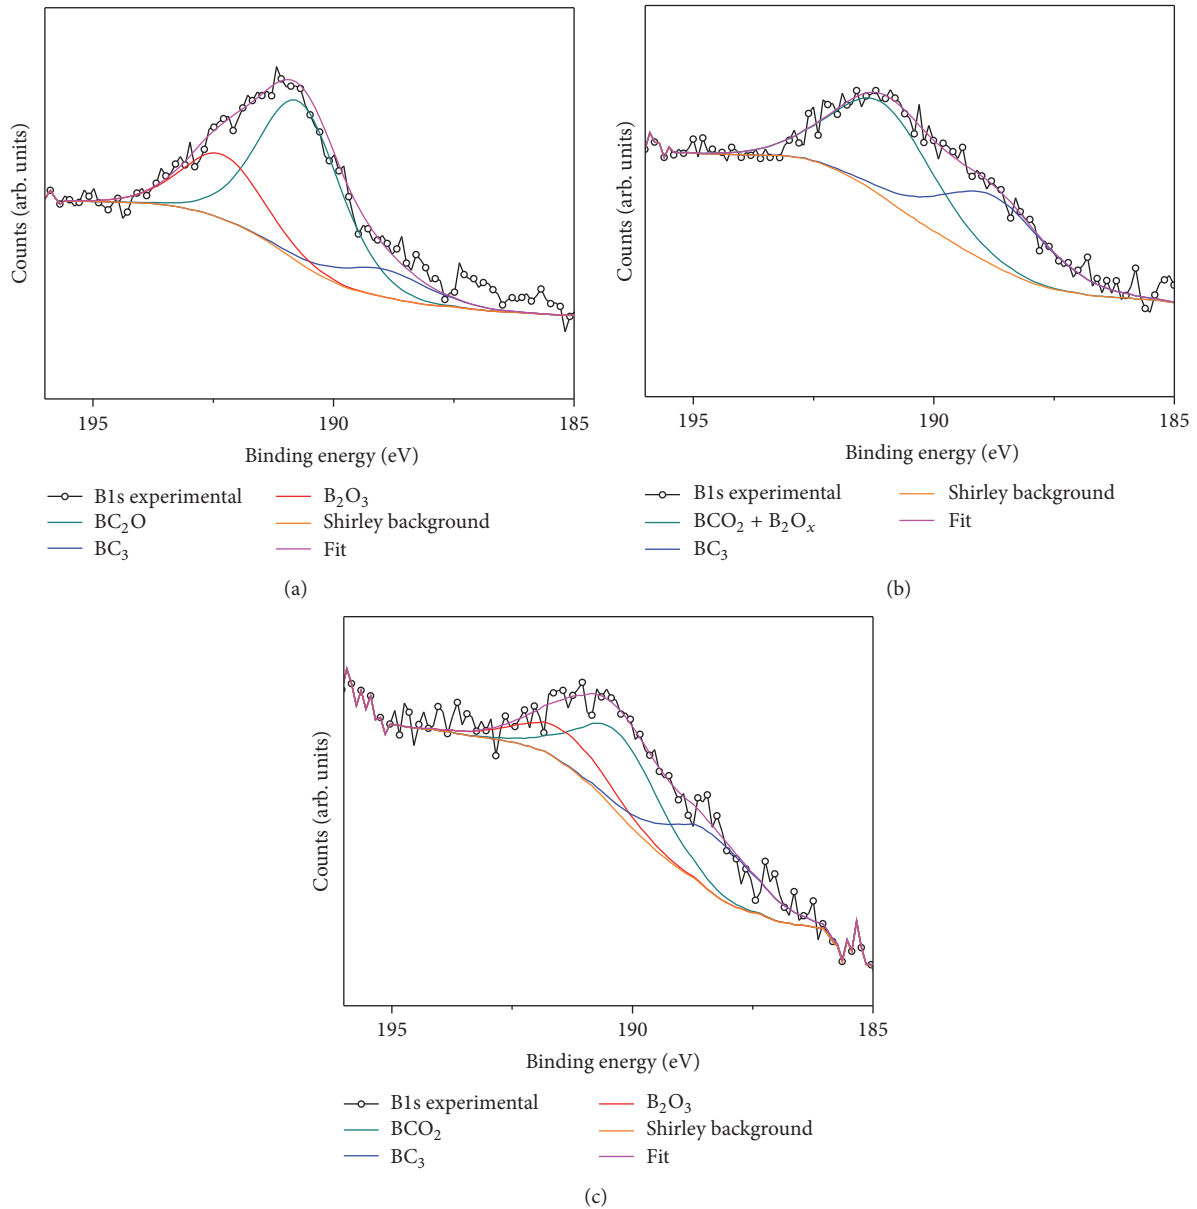 Counts (arb. units)
195
190
185
Binding energy (eV)
B1s experimental
BC₂O
BC₃
B₂O₃
Shirley background
Fit
(a)
Counts (arb. units)
195
190
185
Binding energy (eV)
B1s experimental
BCO₂ + B₂Oₓ
BC₃
Shirley background
Fit
(b)
Counts (arb. units)
195
190
185
Binding energy (eV)
B1s experimental
BCO₂
BC₃
B₂O₃
Shirley background
Fit
(c)